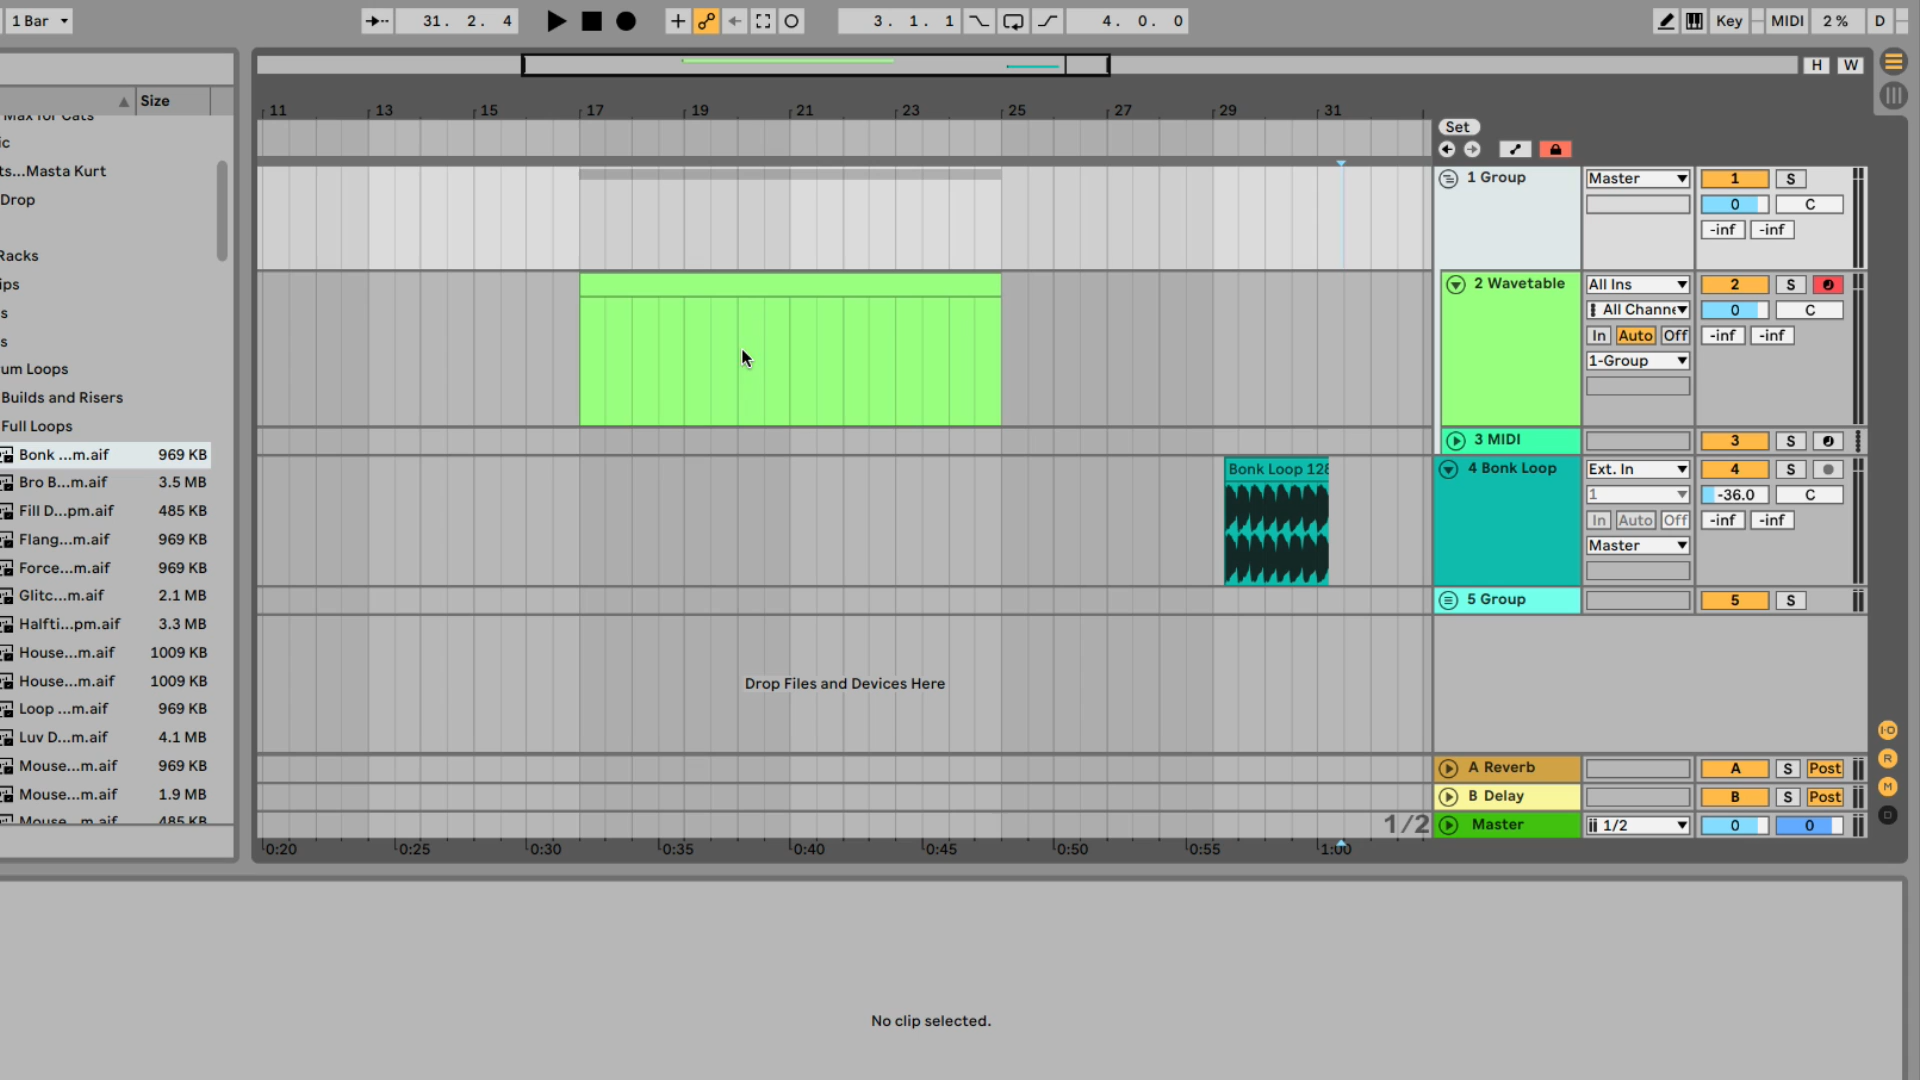 1 Bar
31. 2. 4
3. 1. 1
4. 0. 0
Key
MIDI
2 %
D
H
W
Size
11
13
15
17
19
21
23
25
27
29
31
Set
ic
ts...Masta Kurt
Drop
Racks
ips
s
s
um Loops
Builds and Risers
Full Loops
Bonk ...m.aif 969 KB
Bro B...m.aif 3.5 MB
Fill D...pm.aif 485 KB
Flang...m.aif 969 KB
Force...m.aif 969 KB
Glitc...m.aif 2.1 MB
Halfti...pm.aif 3.3 MB
House...m.aif 1009 KB
House...m.aif 1009 KB
Loop ...m.aif 969 KB
Luv D...m.aif 4.1 MB
Mouse...m.aif 969 KB
Mouse...m.aif 1.9 MB
Mouse...m.aif 485 KB
1 Group
Master
1
S
0
C
-inf
-inf
2 Wavetable
All Ins
2
S
All Channe
0
C
In
Auto
Off
-inf
-inf
1-Group
3 MIDI
3
S
Bonk Loop 128
4 Bonk Loop
Ext. In
4
S
1
-36.0
C
In
Auto
Off
-inf
-inf
Master
5 Group
5
S
Drop Files and Devices Here
A Reverb
A
S
Post
B Delay
B
S
Post
1/2
Master
1/2
0
0
0:20
0:25
0:30
0:35
0:40
0:45
0:50
0:55
1:00
I·O
R
M
D
No clip selected.